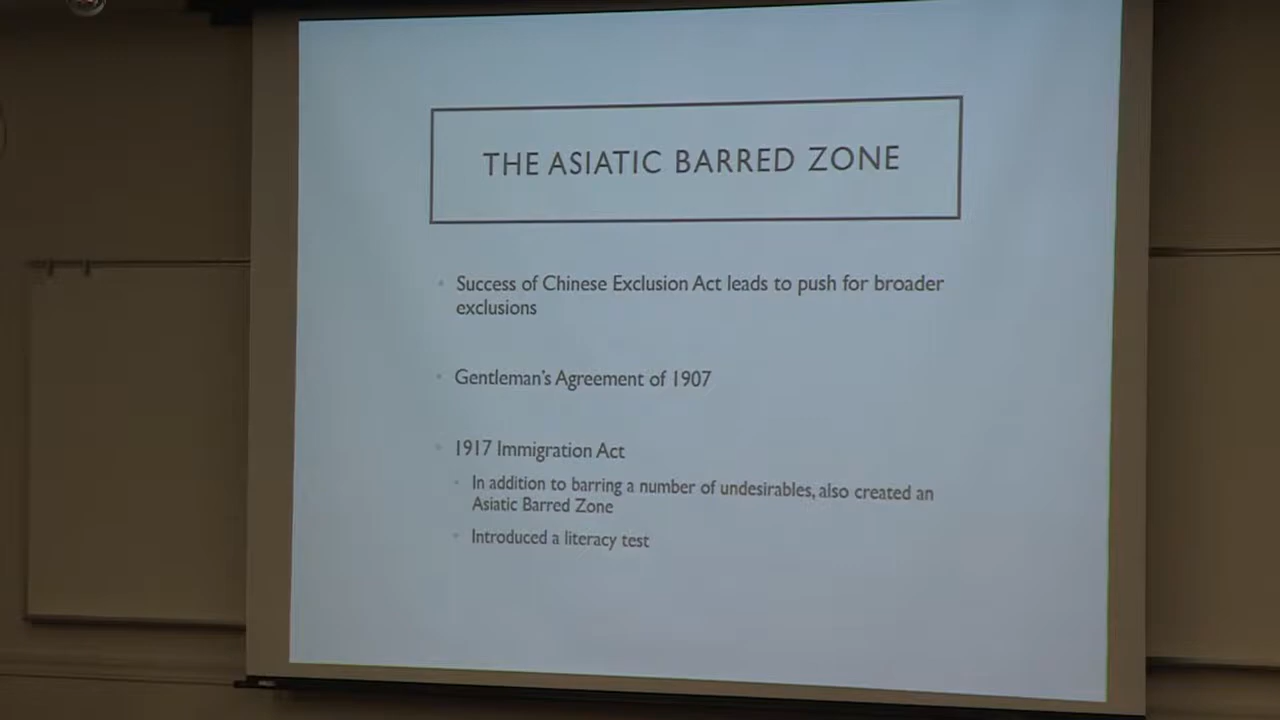 THE ASIATIC BARRED ZONE
Success of Chinese Exclusion Act leads to push for broader
exclusions
Gentleman's Agreement of 1907
1917 Immigration Act
In addition to barring a number of undesirables, also created an
Asiatic Barred Zone
Introduced a literacy test